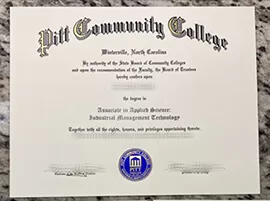 Pitt Community College
Winterville, North Carolina
By authority of the State Board of Community Colleges
and upon the recommendation of the Faculty, the Board of Trustees
hereby confers upon
the degree in
Associate in Applied Science:
Industrial Management Technology
Together with all the rights, honors, and privileges appertaining thereto.
PITT